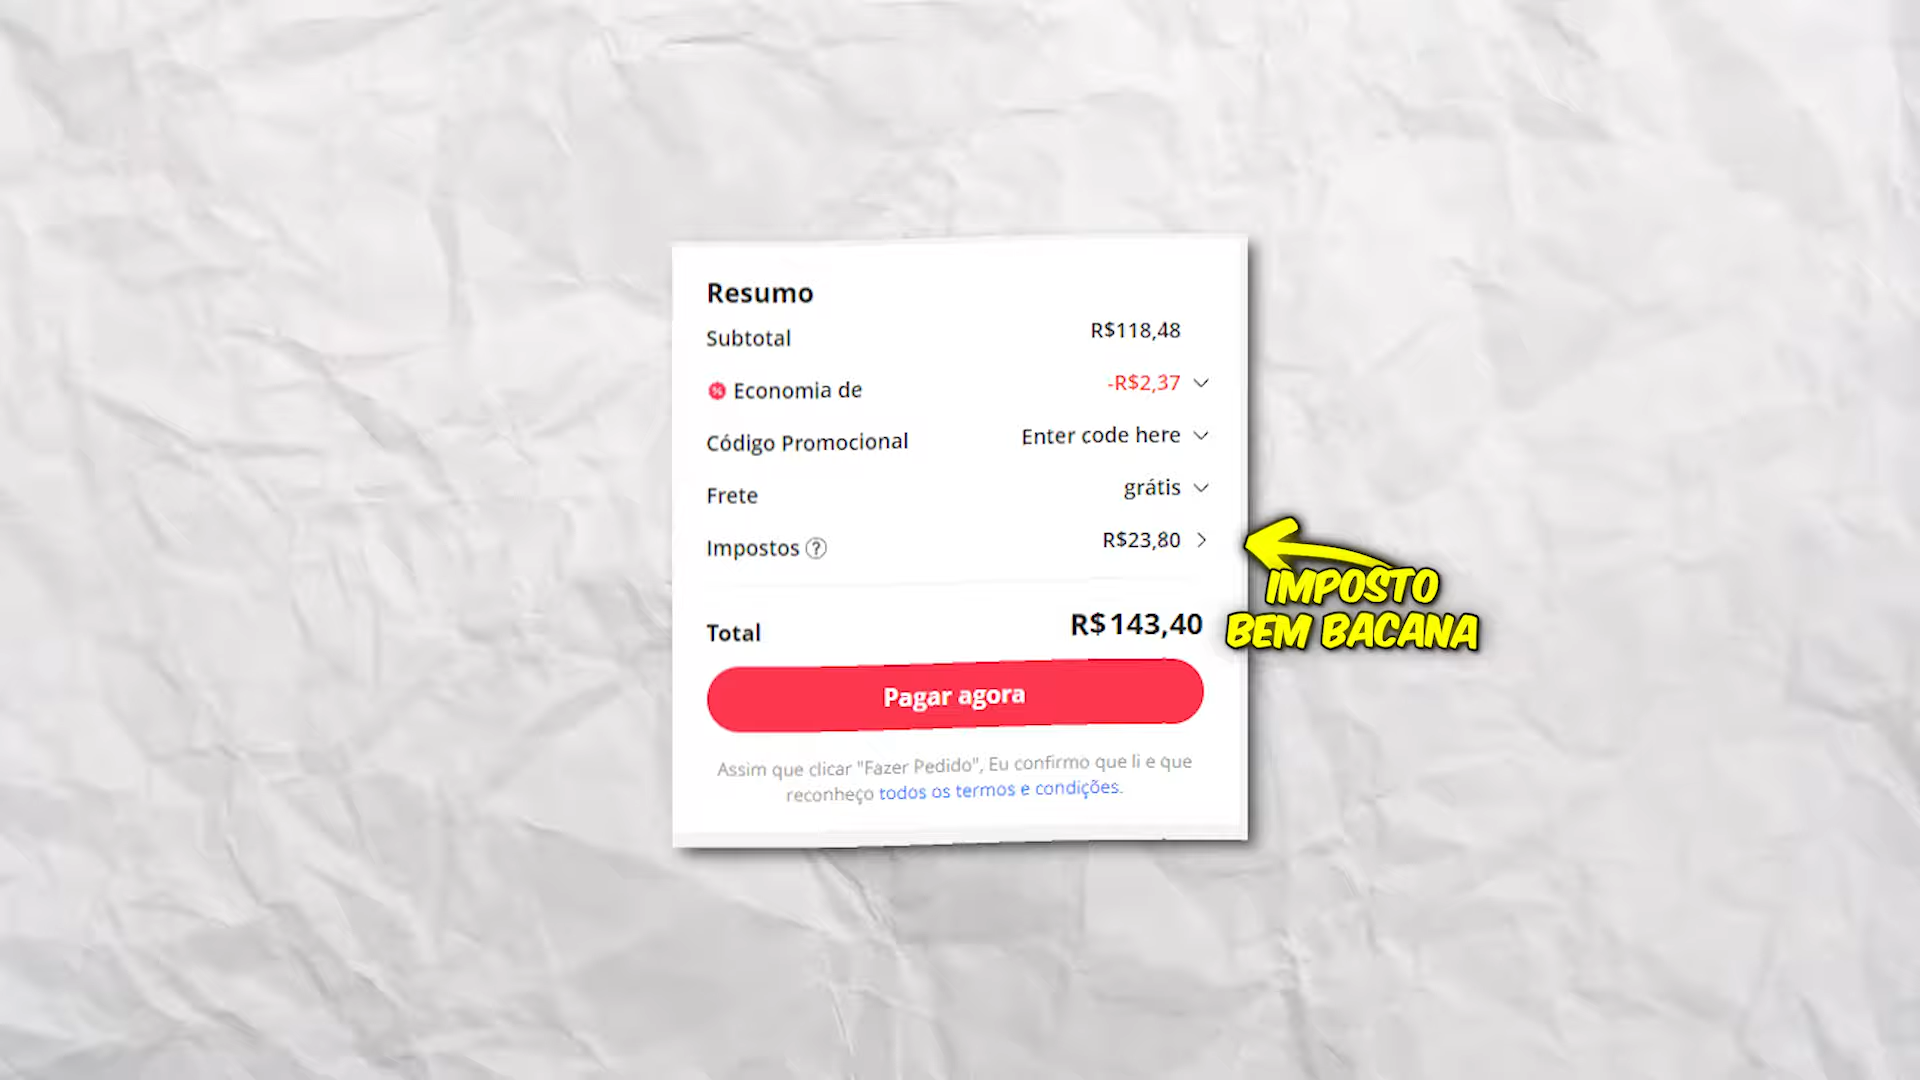 Resumo
Subtotal R$118,48
Economia de -R$2,37
Código Promocional Enter code here
Frete grátis
Impostos ? R$23,80
Total R$143,40
Pagar agora
Assim que clicar "Fazer Pedido", Eu confirmo que li e que
reconheço todos os termos e condições.
IMPOSTO
BEM BACANA